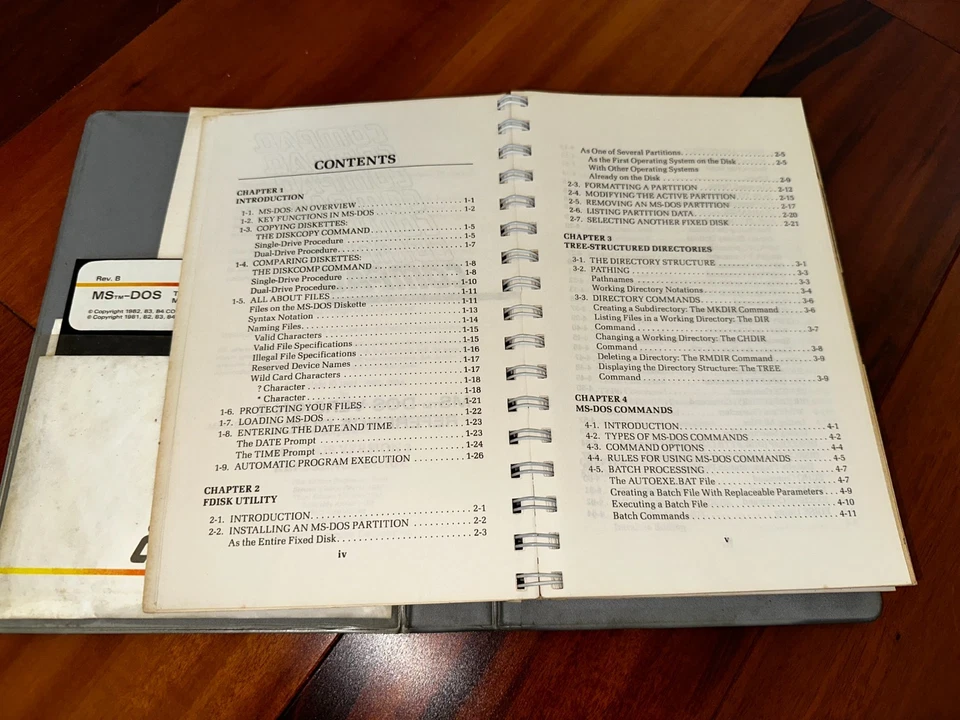 Rev. B
MS™-DOS
© Copyright 1982, 83, 84
© Copyright 1981, 82, 83, 84
CONTENTS
CHAPTER 1
INTRODUCTION
1-1. MS-DOS: AN OVERVIEW 1-1
1-2. KEY FUNCTIONS IN MS-DOS 1-2
1-3. COPYING DISKETTES:
THE DISKCOPY COMMAND 1-5
Single-Drive Procedure 1-5
Dual-Drive Procedure 1-7
1-4. COMPARING DISKETTES:
THE DISKCOMP COMMAND 1-8
Single-Drive Procedure 1-8
Dual-Drive Procedure 1-10
1-5. ALL ABOUT FILES 1-11
Files on the MS-DOS Diskette 1-11
Syntax Notation 1-13
Naming Files 1-14
Valid Characters 1-15
Valid File Specifications 1-15
Illegal File Specifications 1-16
Reserved Device Names 1-17
Wild Card Characters 1-17
? Character 1-18
* Character 1-18
1-6. PROTECTING YOUR FILES 1-21
1-7. LOADING MS-DOS 1-22
1-8. ENTERING THE DATE AND TIME 1-23
The DATE Prompt 1-23
The TIME Prompt 1-24
1-9. AUTOMATIC PROGRAM EXECUTION 1-26
CHAPTER 2
FDISK UTILITY
2-1. INTRODUCTION 2-1
2-2. INSTALLING AN MS-DOS PARTITION 2-2
As the Entire Fixed Disk 2-3
iv
As One of Several Partitions 2-5
As the First Operating System on the Disk 2-5
With Other Operating Systems
Already on the Disk 2-9
2-3. FORMATTING A PARTITION 2-12
2-4. MODIFYING THE ACTIVE PARTITION 2-15
2-5. REMOVING AN MS-DOS PARTITION 2-17
2-6. LISTING PARTITION DATA 2-20
2-7. SELECTING ANOTHER FIXED DISK 2-21
CHAPTER 3
TREE-STRUCTURED DIRECTORIES
3-1. THE DIRECTORY STRUCTURE 3-1
3-2. PATHING 3-3
Pathnames 3-3
Working Directory Notations 3-4
3-3. DIRECTORY COMMANDS 3-6
Creating a Subdirectory: The MKDIR Command 3-6
Listing Files in a Working Directory: The DIR
Command 3-7
Changing a Working Directory: The CHDIR
Command 3-8
Deleting a Directory: The RMDIR Command 3-9
Displaying the Directory Structure: The TREE
Command 3-9
CHAPTER 4
MS-DOS COMMANDS
4-1. INTRODUCTION 4-1
4-2. TYPES OF MS-DOS COMMANDS 4-2
4-3. COMMAND OPTIONS 4-4
4-4. RULES FOR USING MS-DOS COMMANDS 4-5
4-5. BATCH PROCESSING 4-7
The AUTOEXE.BAT File 4-7
Creating a Batch File With Replaceable Parameters 4-9
Executing a Batch File 4-10
Batch Commands 4-11
v